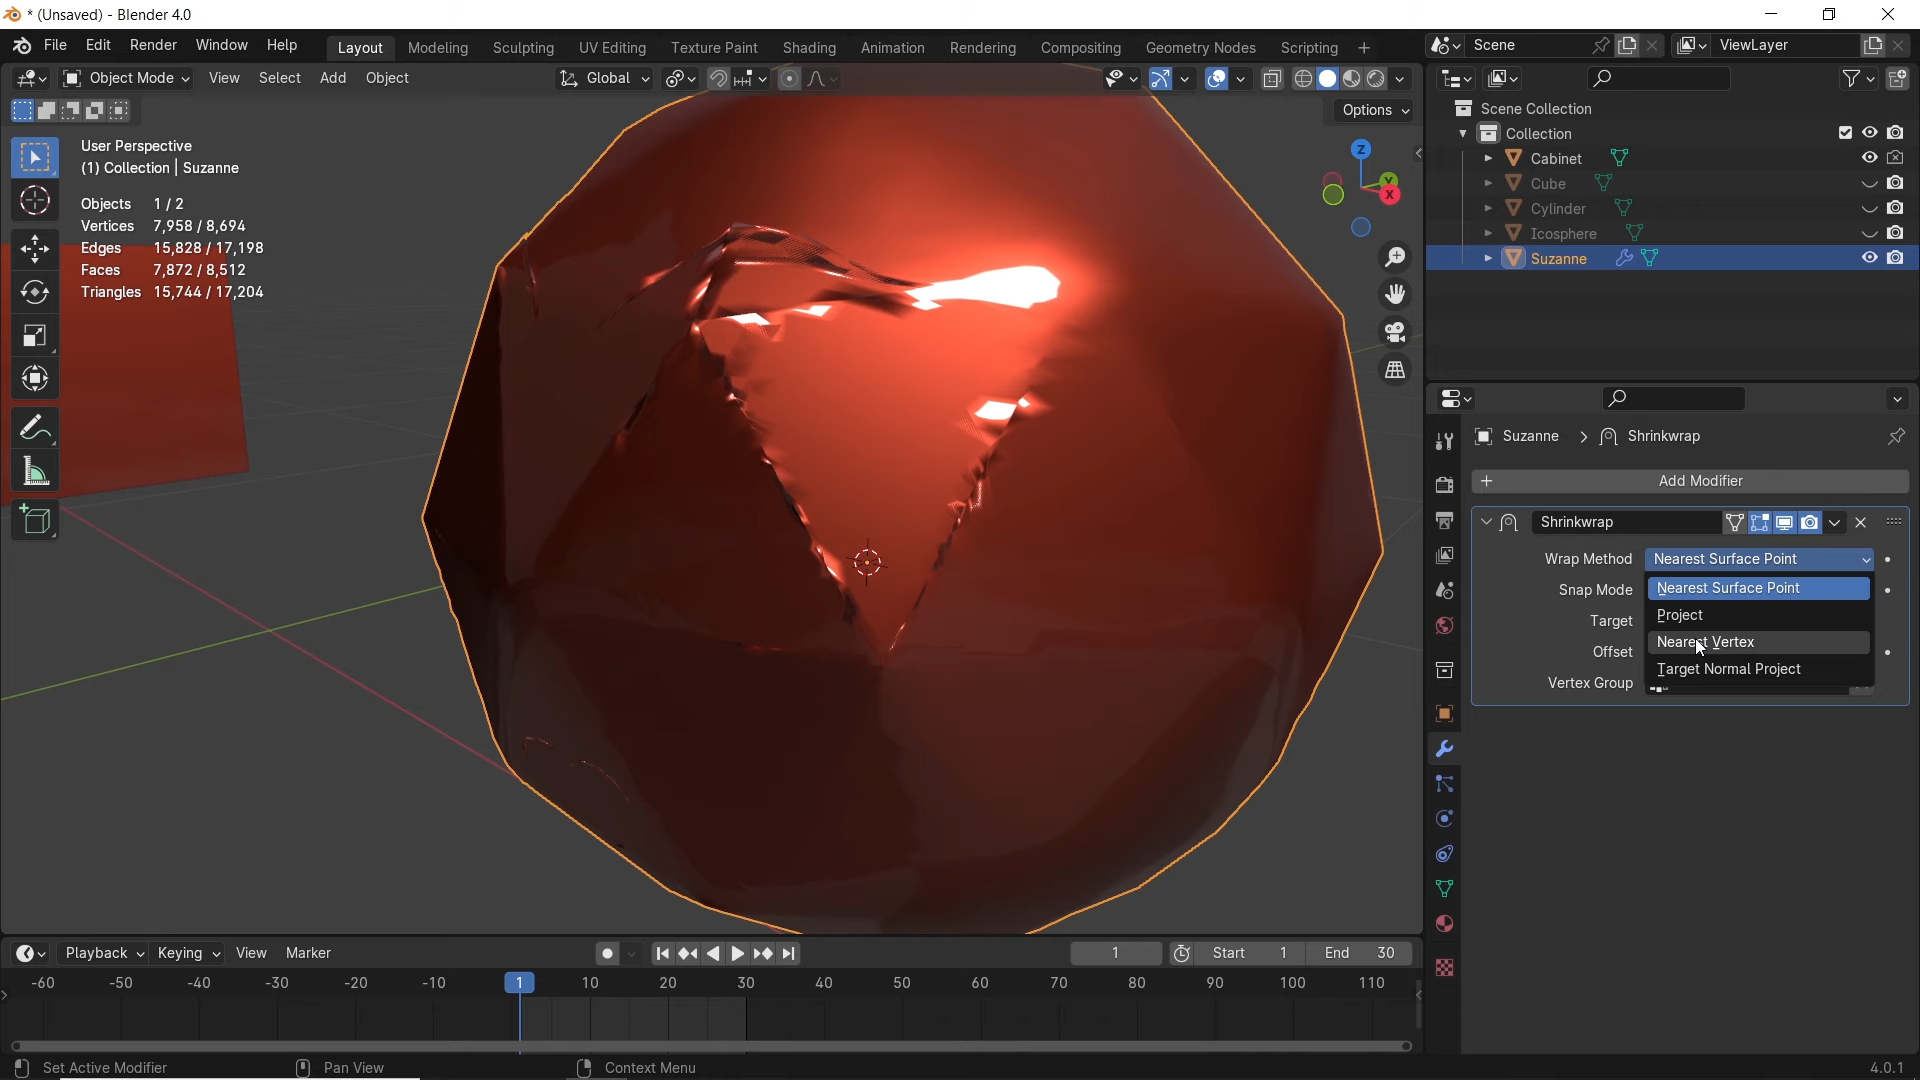 * (Unsaved) - Blender 4.0
File Edit Render Window Help
Layout Modeling Sculpting UV Editing Texture Paint Shading Animation Rendering Compositing Geometry Nodes Scripting +
Scene ViewLayer
Object Mode View Select Add Object Global
Options
User Perspective
(1) Collection | Suzanne
Objects 1 / 2
Vertices 7,958 / 8,694
Edges 15,828 / 17,198
Faces 7,872 / 8,512
Triangles 15,744 / 17,204
Z
Y
X
Scene Collection
Collection
Cabinet
Cube
Cylinder
Icosphere
Suzanne
Suzanne > Shrinkwrap
+ Add Modifier
Shrinkwrap
Wrap Method Nearest Surface Point
Snap Mode Nearest Surface Point
Project
Target
Nearest Vertex
Offset
Target Normal Project
Vertex Group
Playback Keying View Marker 1 Start 1 End 30
-60 -50 -40 -30 -20 -10 1 10 20 30 40 50 60 70 80 90 100 110
Set Active Modifier Pan View Context Menu 4.0.1